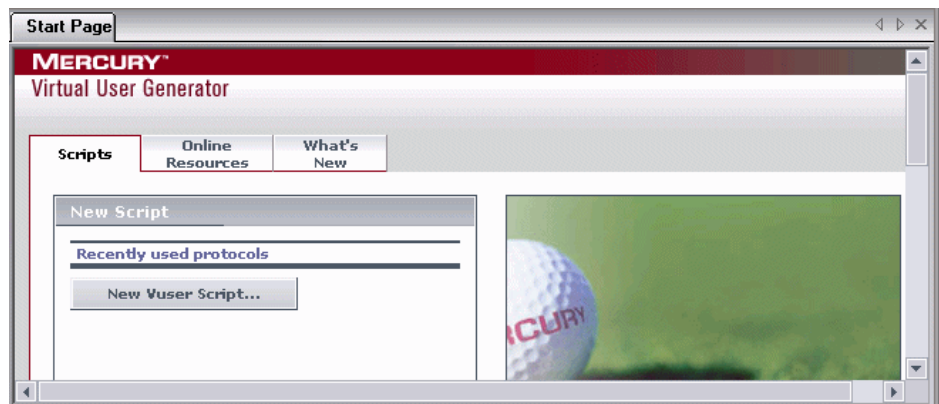 Start Page
MERCURY™
Virtual User Generator
Scripts
Online Resources
What's New
New Script
Recently used protocols
New Vuser Script...
CURY